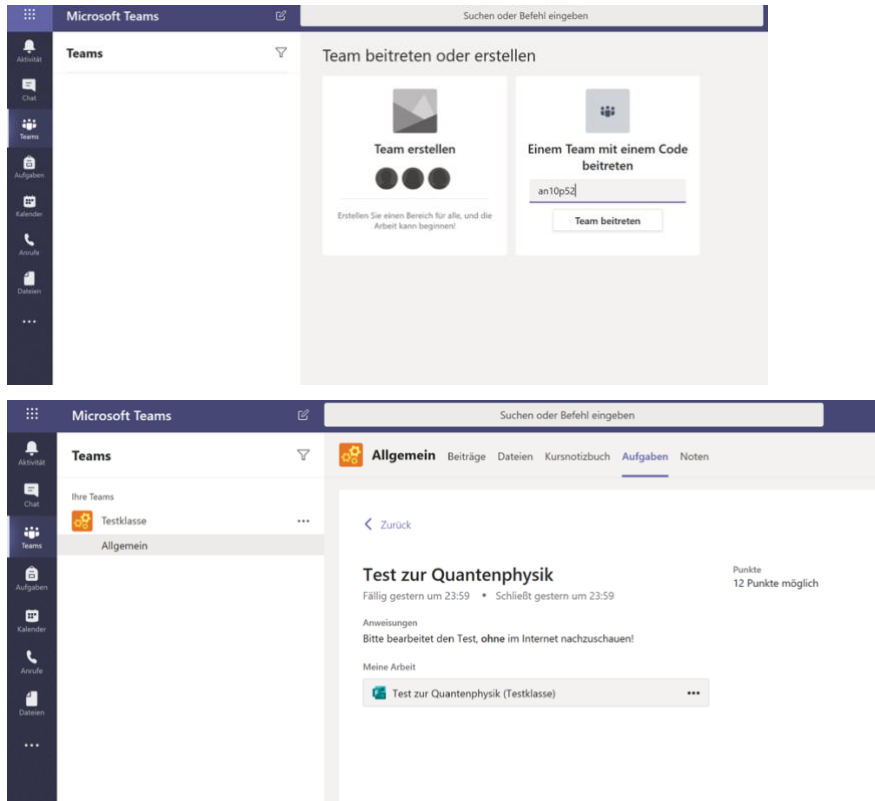 Microsoft Teams
Suchen oder Befehl eingeben
Aktivität
Chat
Teams
Aufgaben
Kalender
Anrufe
Dateien
Teams
Team beitreten oder erstellen
Team erstellen
Erstellen Sie einen Bereich für alle, und die
Arbeit kann beginnen!
Einem Team mit einem Code
beitreten
an10p52
Team beitreten
Microsoft Teams
Suchen oder Befehl eingeben
Aktivität
Chat
Teams
Aufgaben
Kalender
Anrufe
Dateien
Teams
Ihre Teams
Testklasse
Allgemein
Allgemein Beiträge Dateien Kursnotizbuch Aufgaben Noten
Zurück
Test zur Quantenphysik
Fällig gestern um 23:59 • Schließt gestern um 23:59
Punkte
12 Punkte möglich
Anweisungen
Bitte bearbeitet den Test, ohne im Internet nachzuschauen!
Meine Arbeit
Test zur Quantenphysik (Testklasse)